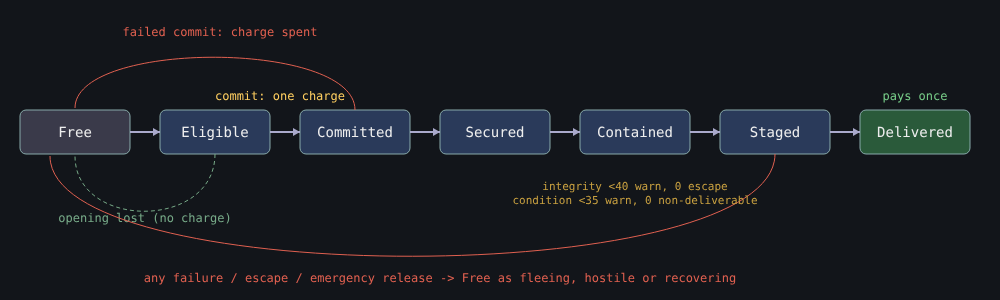 failed commit: charge spent
commit: one charge
pays once
Free
Eligible
Committed
Secured
Contained
Staged
Delivered
integrity <40 warn, 0 escape
condition <35 warn, 0 non-deliverable
opening lost (no charge)
any failure / escape / emergency release -> Free as fleeing, hostile or recovering